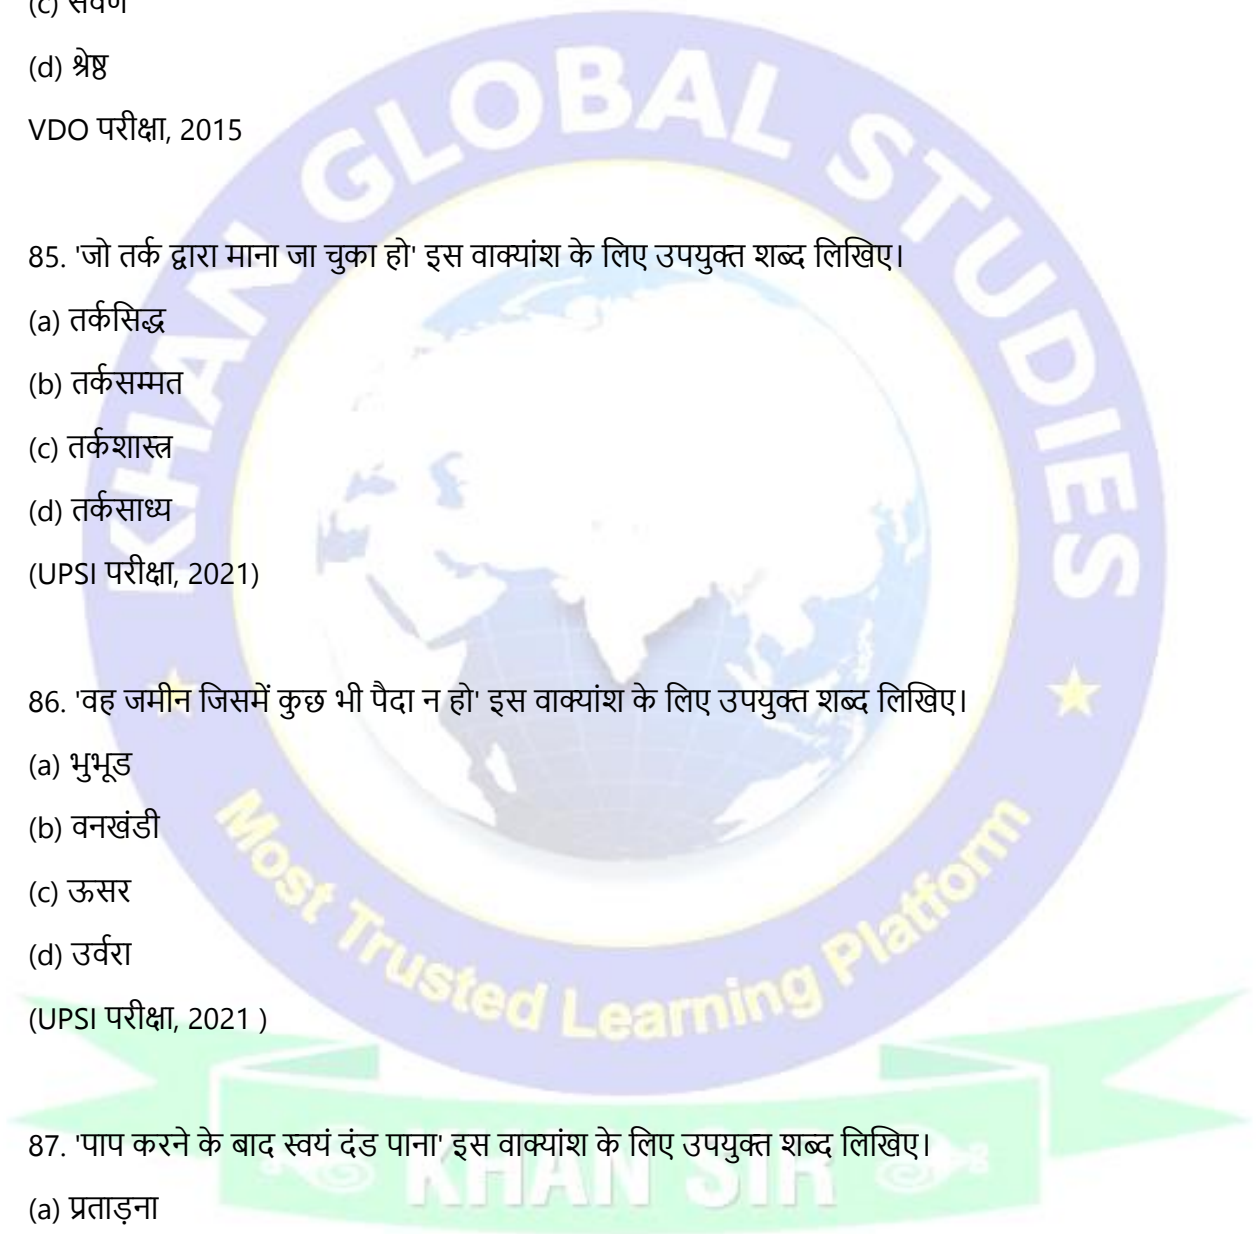 (c) सवर्ण
(d) श्रेष्ठ
VDO परीक्षा, 2015
85. 'जो तर्क द्वारा माना जा चुका हो' इस वाक्यांश के लिए उपयुक्त शब्द लिखिए।
(a) तर्कसिद्ध
(b) तर्कसम्मत
(c) तर्कशास्त्र
(d) तर्कसाध्य
(UPSI परीक्षा, 2021)
86. 'वह जमीन जिसमें कुछ भी पैदा न हो' इस वाक्यांश के लिए उपयुक्त शब्द लिखिए।
(a) भुभूड
(b) वनखंडी
(c) ऊसर
(d) उर्वरा
(UPSI परीक्षा, 2021 )
87. 'पाप करने के बाद स्वयं दंड पाना' इस वाक्यांश के लिए उपयुक्त शब्द लिखिए।
(a) प्रताड़ना
KHAN GLOBAL STUDIES
Most Trusted Learning Platform
KHAN SIR